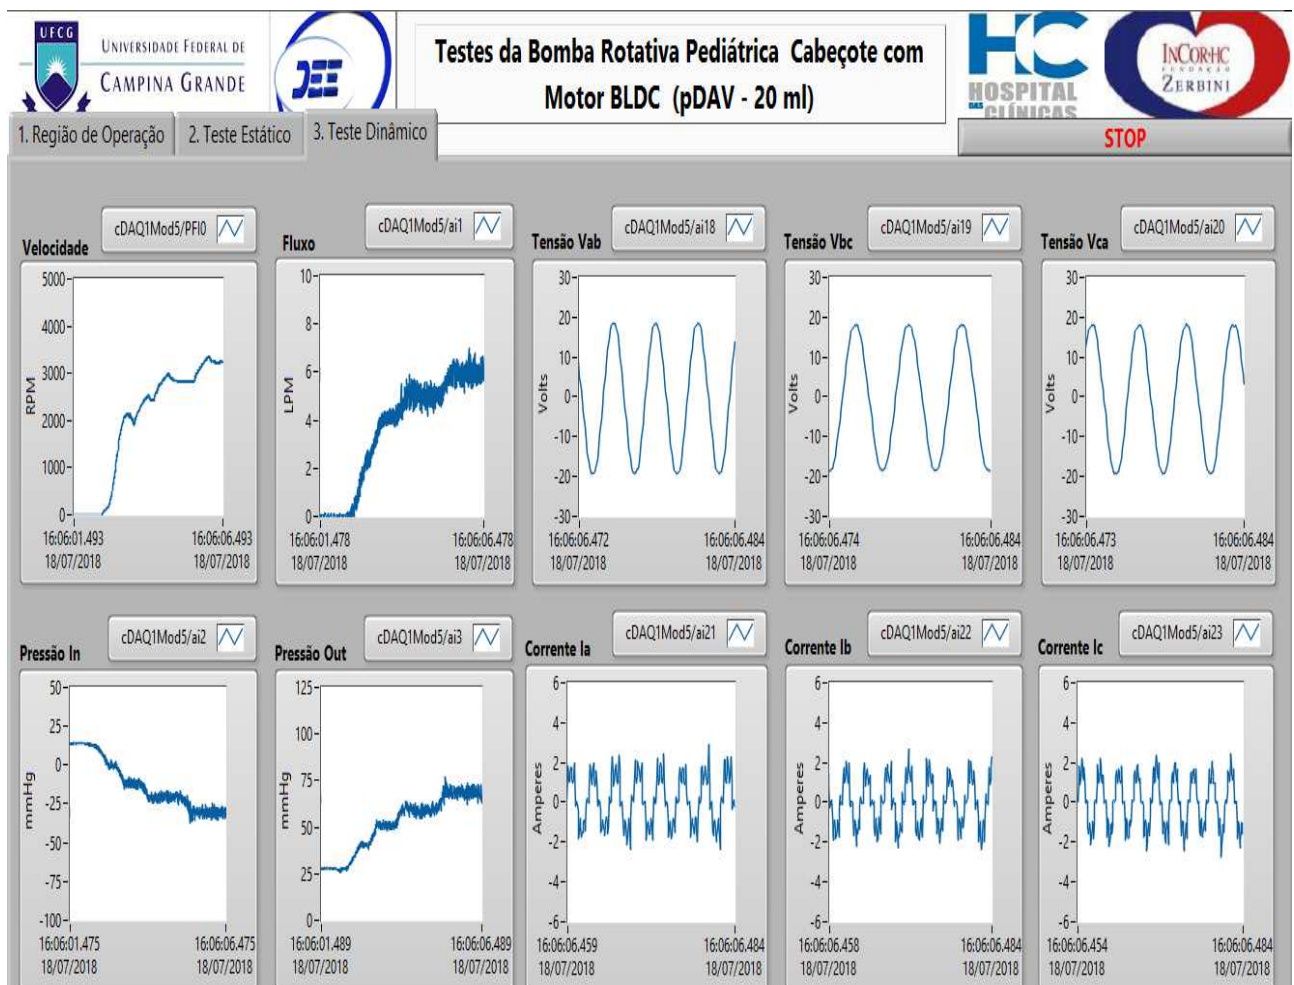 UFCG
UNIVERSIDADE FEDERAL DE
CAMPINA GRANDE
DEE
Testes da Bomba Rotativa Pediátrica Cabeçote com
Motor BLDC (pDAV - 20 ml)
HC
HOSPITAL
DAS CLÍNICAS
INCOR·HC
FUNDAÇÃO
ZERBINI
1. Região de Operação
2. Teste Estático
3. Teste Dinâmico
STOP
Velocidade
cDAQ1Mod5/PFI0
RPM
5000
4000
3000
2000
1000
0
16:06:01.493
18/07/2018
16:06:06.493
18/07/2018
Fluxo
cDAQ1Mod5/ai1
LPM
10
8
6
4
2
0
16:06:01.478
18/07/2018
16:06:06.478
18/07/2018
Tensão Vab
cDAQ1Mod5/ai18
Volts
30
20
10
0
-10
-20
-30
16:06:06.472
18/07/2018
16:06:06.484
18/07/2018
Tensão Vbc
cDAQ1Mod5/ai19
Volts
30
20
10
0
-10
-20
-30
16:06:06.474
18/07/2018
16:06:06.484
18/07/2018
Tensão Vca
cDAQ1Mod5/ai20
Volts
30
20
10
0
-10
-20
-30
16:06:06.473
18/07/2018
16:06:06.484
18/07/2018
Pressão In
cDAQ1Mod5/ai2
mmHg
50
25
0
-25
-50
-75
-100
16:06:01.475
18/07/2018
16:06:06.475
18/07/2018
Pressão Out
cDAQ1Mod5/ai3
mmHg
125
100
75
50
25
0
16:06:01.489
18/07/2018
16:06:06.489
18/07/2018
Corrente Ia
cDAQ1Mod5/ai21
Amperes
6
4
2
0
-2
-4
-6
16:06:06.459
18/07/2018
16:06:06.484
18/07/2018
Corrente Ib
cDAQ1Mod5/ai22
Amperes
6
4
2
0
-2
-4
-6
16:06:06.458
18/07/2018
16:06:06.484
18/07/2018
Corrente Ic
cDAQ1Mod5/ai23
Amperes
6
4
2
0
-2
-4
-6
16:06:06.454
18/07/2018
16:06:06.484
18/07/2018